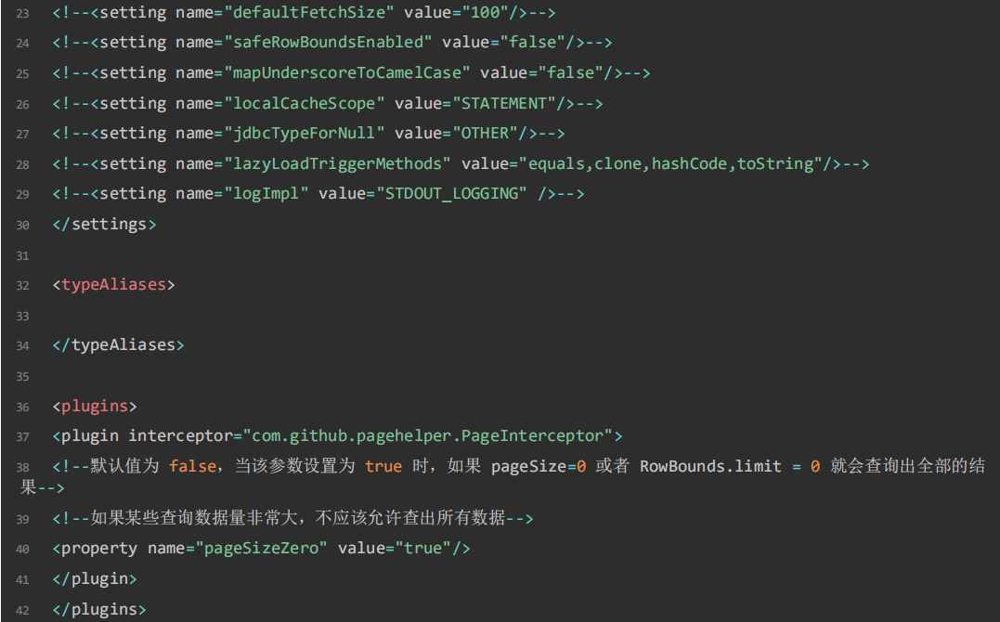 23 <!--<setting name="defaultFetchSize" value="100"/>-->
24 <!--<setting name="safeRowBoundsEnabled" value="false"/>-->
25 <!--<setting name="mapUnderscoreToCamelCase" value="false"/>-->
26 <!--<setting name="localCacheScope" value="STATEMENT"/>-->
27 <!--<setting name="jdbcTypeForNull" value="OTHER"/>-->
28 <!--<setting name="lazyLoadTriggerMethods" value="equals,clone,hashCode,toString"/>-->
29 <!--<setting name="logImpl" value="STDOUT_LOGGING" />-->
30 </settings>
31
32 <typeAliases>
33
34 </typeAliases>
35
36 <plugins>
37 <plugin interceptor="com.github.pagehelper.PageInterceptor">
38 <!--默认值为 false，当该参数设置为 true 时，如果 pageSize=0 或者 RowBounds.limit = 0 就会查询出全部的结
果-->
39 <!--如果某些查询数据量非常大，不应该允许查出所有数据-->
40 <property name="pageSizeZero" value="true"/>
41 </plugin>
42 </plugins>